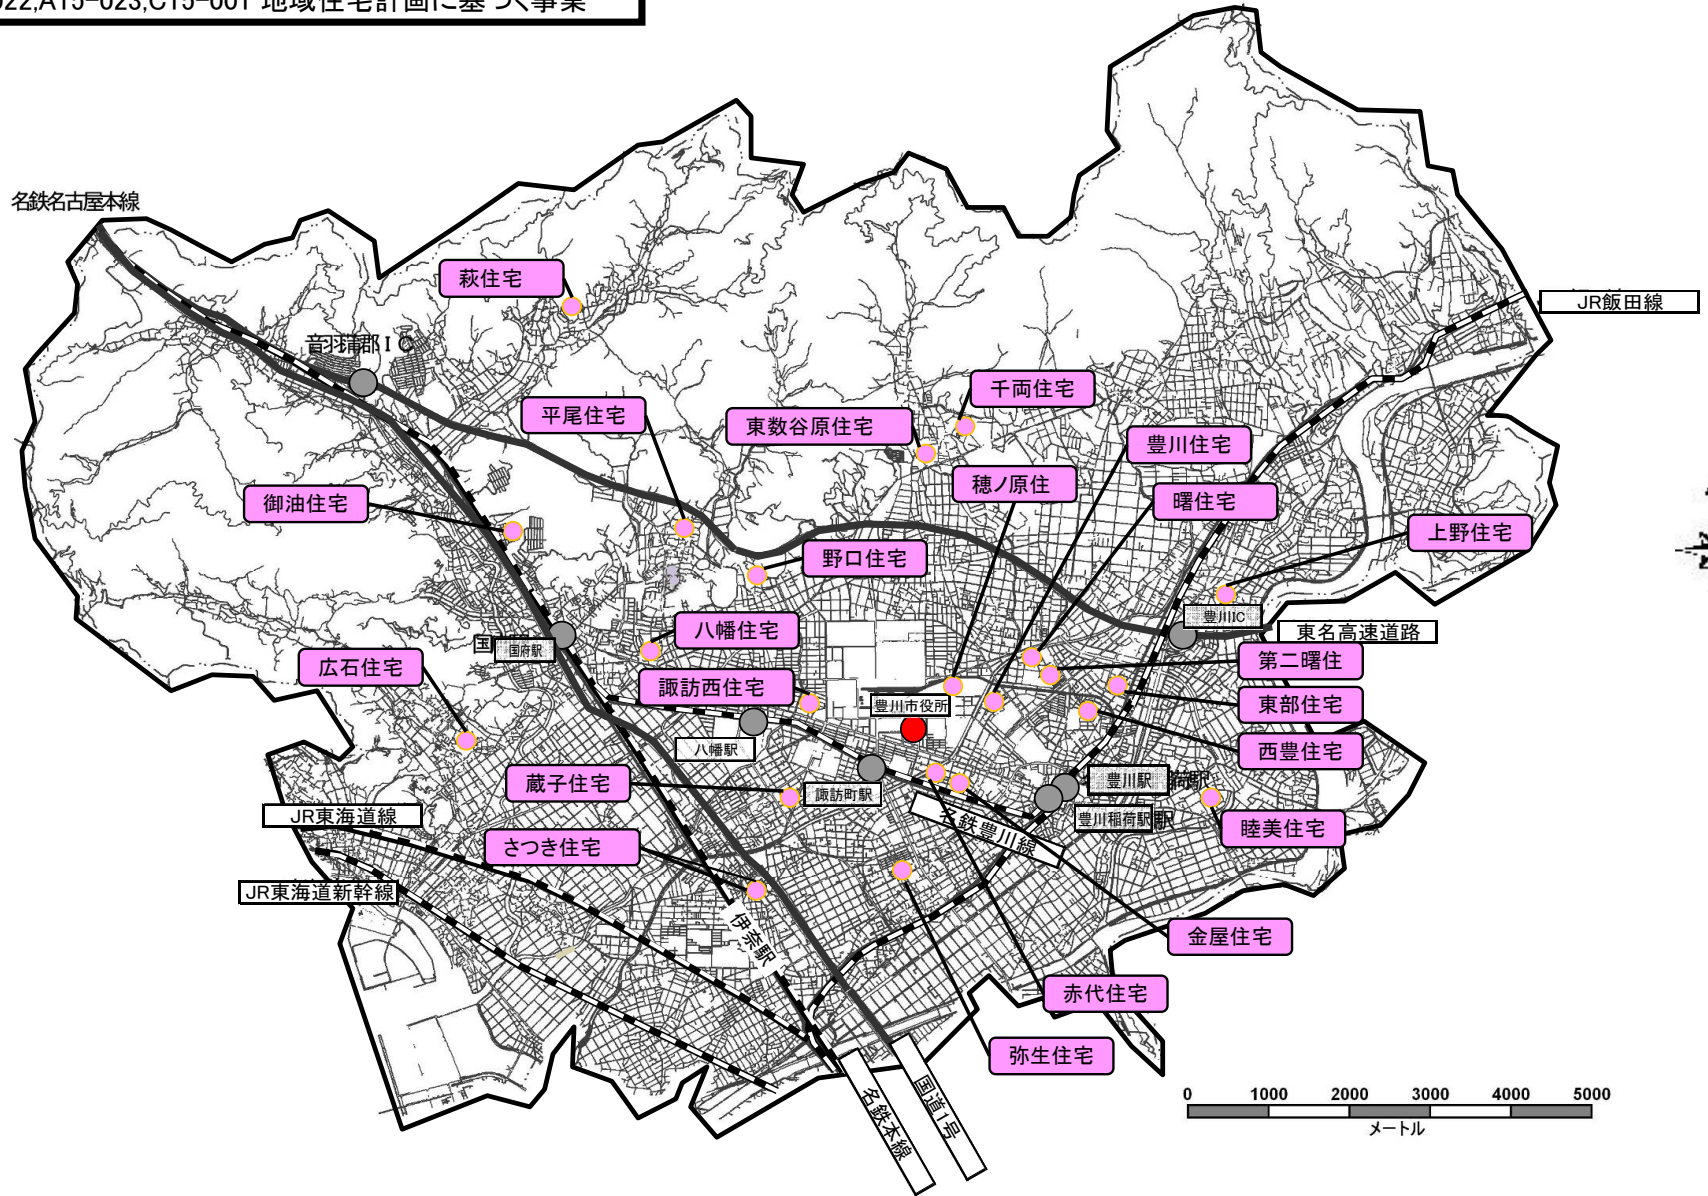 022,A15-023,C15-001 地域住宅計画に基づく事業
名鉄名古屋本線
萩住宅
JR飯田線
音羽蒲郡ＩＣ
千両住宅
平尾住宅
東数谷原住宅
豊川住宅
穂ノ原住
曙住宅
御油住宅
上野住宅
野口住宅
豊川IC
東名高速道路
八幡住宅
国
国府駅
第二曙住
広石住宅
諏訪西住宅
東部住宅
豊川市役所
西豊住宅
八幡駅
蔵子住宅
諏訪町駅
豊川駅
豊川稲荷駅
駅
JR東海道線
名鉄豊川線
睦美住宅
さつき住宅
JR東海道新幹線
伊奈駅
金屋住宅
赤代住宅
弥生住宅
名鉄本線
国道1号
0 1000 2000 3000 4000 5000
メートル